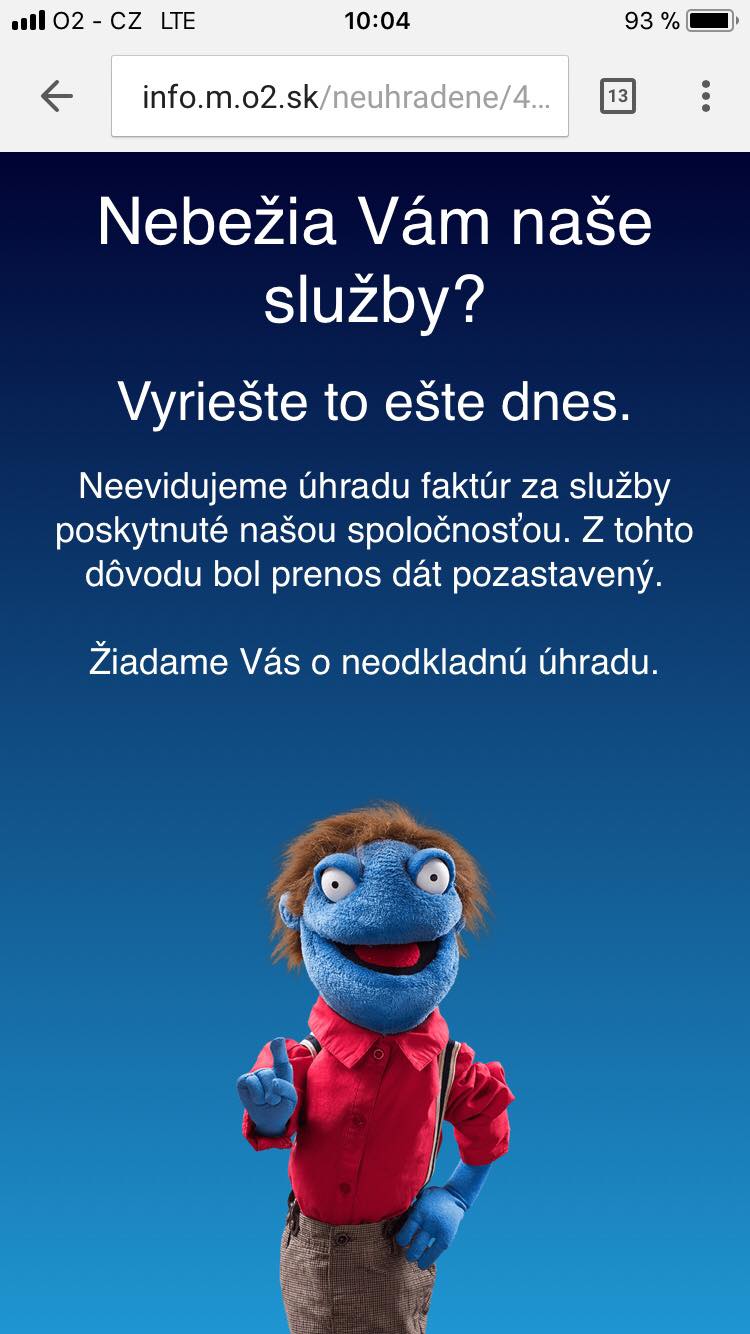 O2 - CZ LTE 10:04 93 %
info.m.o2.sk/neuhradene/4... 13
Nebežia Vám naše
služby?
Vyriešte to ešte dnes.
Neevidujeme úhradu faktúr za služby
poskytnuté našou spoločnosťou. Z tohto
dôvodu bol prenos dát pozastavený.
Žiadame Vás o neodkladnú úhradu.